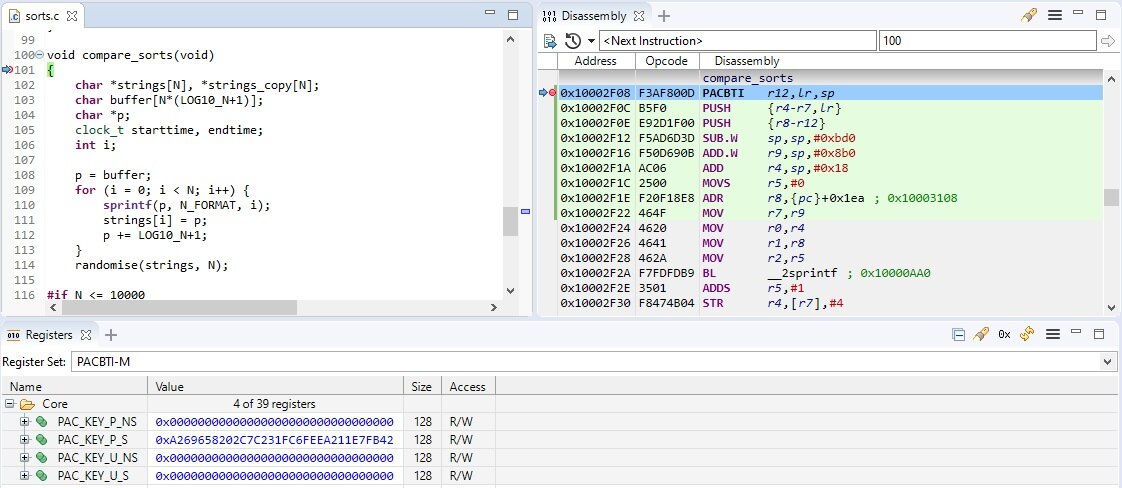 sorts.c
99
100 void compare_sorts(void)
101 {
102 char *strings[N], *strings_copy[N];
103 char buffer[N*(LOG10_N+1)];
104 char *p;
105 clock_t starttime, endtime;
106 int i;
107
108 p = buffer;
109 for (i = 0; i < N; i++) {
110 sprintf(p, N_FORMAT, i);
111 strings[i] = p;
112 p += LOG10_N+1;
113 }
114 randomise(strings, N);
115
116 #if N <= 10000
Disassembly
<Next Instruction> 100
Address Opcode Disassembly
compare_sorts
0x10002F08 F3AF800D PACBTI r12,lr,sp
0x10002F0C B5F0 PUSH {r4-r7,lr}
0x10002F0E E92D1F00 PUSH {r8-r12}
0x10002F12 F5AD6D3D SUB.W sp,sp,#0xbd0
0x10002F16 F50D690B ADD.W r9,sp,#0x8b0
0x10002F1A AC06 ADD r4,sp,#0x18
0x10002F1C 2500 MOVS r5,#0
0x10002F1E F20F18E8 ADR r8,{pc}+0x1ea ; 0x10003108
0x10002F22 464F MOV r7,r9
0x10002F24 4620 MOV r0,r4
0x10002F26 4641 MOV r1,r8
0x10002F28 462A MOV r2,r5
0x10002F2A F7FDFDB9 BL __2sprintf ; 0x10000AA0
0x10002F2E 3501 ADDS r5,#1
0x10002F30 F8474B04 STR r4,[r7],#4
Registers
0x
Register Set: PACBTI-M
Name Value Size Access
Core 4 of 39 registers
PAC_KEY_P_NS 0x00000000000000000000000000000000 128 R/W
PAC_KEY_P_S 0xA269658202C7C231FC6FEEA211E7FB42 128 R/W
PAC_KEY_U_NS 0x00000000000000000000000000000000 128 R/W
PAC_KEY_U_S 0x00000000000000000000000000000000 128 R/W